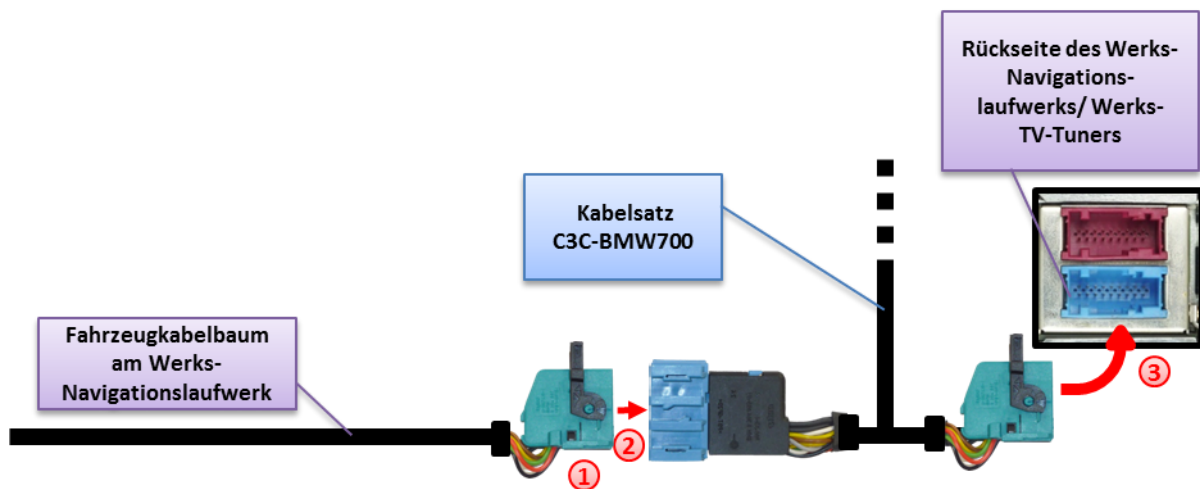 Rückseite des Werks-
Navigations-
laufwerks/ Werks-
TV-Tuners
Kabelsatz
C3C-BMW700
Fahrzeugkabelbaum
am Werks-
Navigationslaufwerk
1
2
3